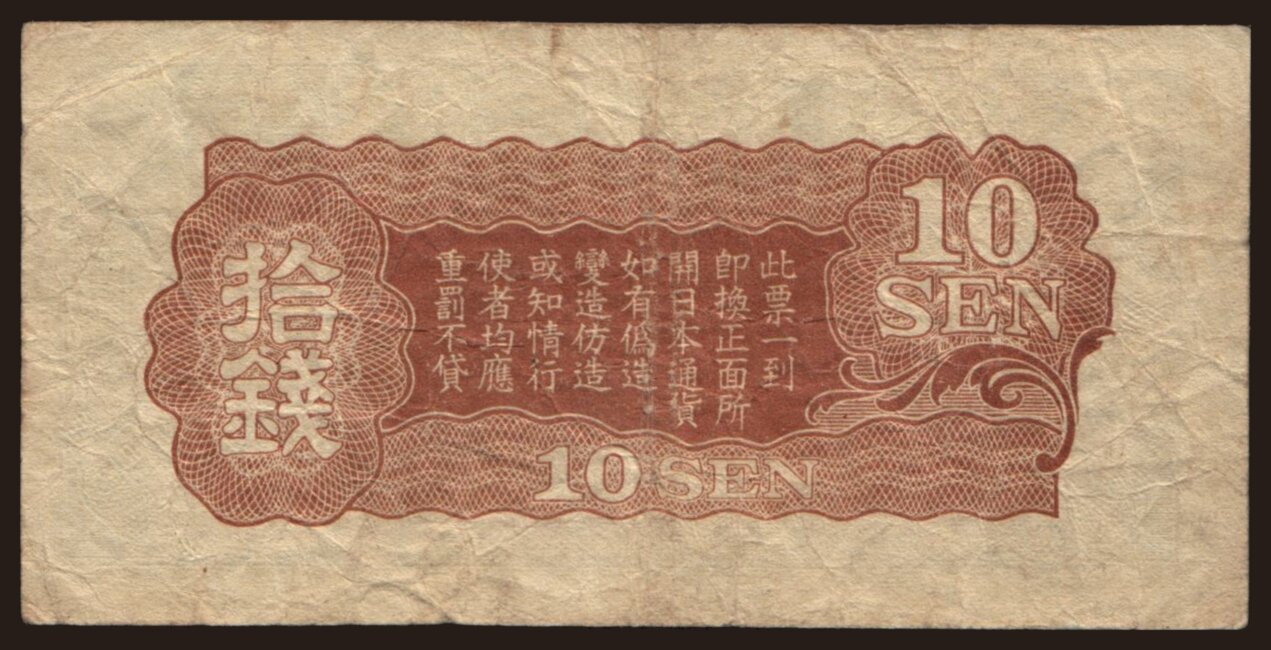 10
SEN
此票一到
即換正面所
開日本通貨
如有僞造
變造仿造
或知情行
使者均應
重罰不貸
拾
錢
10 SEN